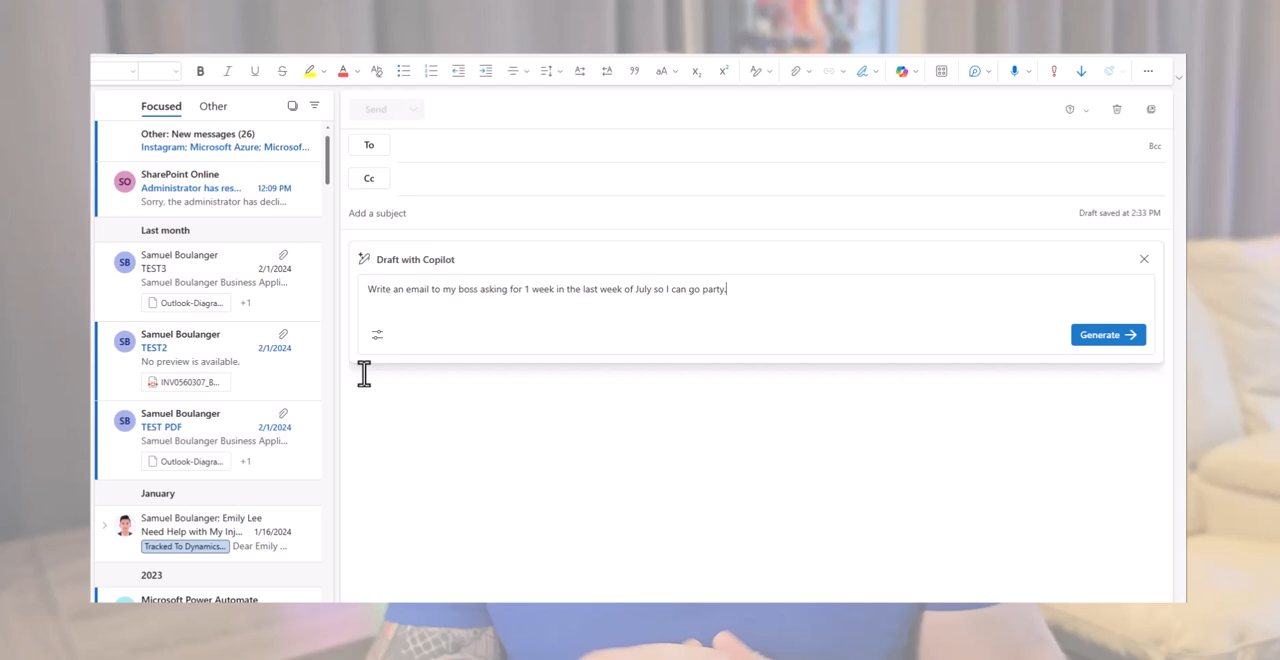 B I U S A
99 aA x₂ x²
Focused Other
Send
Other: New messages (26)
Instagram; Microsoft Azure; Microsof...
To
Bcc
SO
SharePoint Online
Administrator has res... 12:09 PM
Sorry, the administrator has decli...
Cc
Add a subject
Draft saved at 2:33 PM
Last month
SB
Samuel Boulanger
TEST3 2/1/2024
Samuel Boulanger Business Appli...
Outlook-Diagra... +1
Draft with Copilot
Write an email to my boss asking for 1 week in the last week of July so I can go party.
Generate
SB
Samuel Boulanger
TEST2 2/1/2024
No preview is available.
INV0560307_B...
SB
Samuel Boulanger
TEST PDF 2/1/2024
Samuel Boulanger Business Appli...
Outlook-Diagra... +1
January
Samuel Boulanger; Emily Lee
Need Help with My Inj... 1/16/2024
Tracked To Dynamics... Dear Emily ...
2023
Microsoft Power Automate